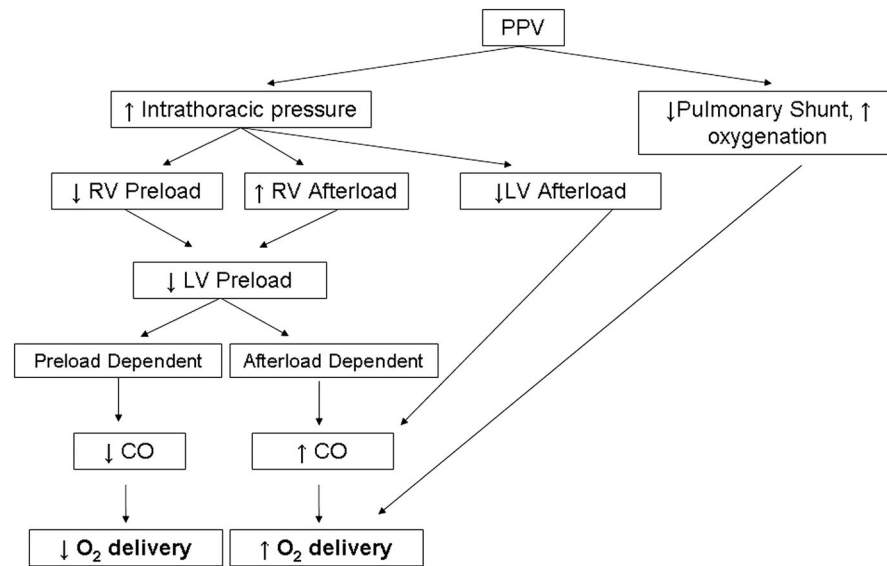 PPV
↑ Intrathoracic pressure
↓Pulmonary Shunt, ↑
oxygenation
↓ RV Preload
↑ RV Afterload
↓LV Afterload
↓ LV Preload
Preload Dependent
Afterload Dependent
↓ CO
↑ CO
↓ O₂ delivery
↑ O₂ delivery